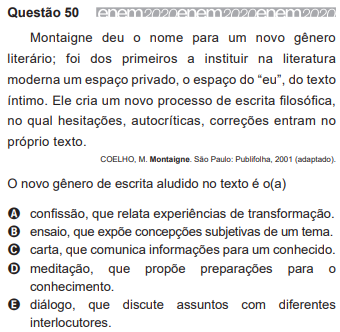 Questão 50 enem2020enem2020enem2020
Montaigne deu o nome para um novo gênero
literário; foi dos primeiros a instituir na literatura
moderna um espaço privado, o espaço do “eu”, do texto
íntimo. Ele cria um novo processo de escrita filosófica,
no qual hesitações, autocríticas, correções entram no
próprio texto.
COELHO, M. Montaigne. São Paulo: Publifolha, 2001 (adaptado).
O novo gênero de escrita aludido no texto é o(a)
A confissão, que relata experiências de transformação.
B ensaio, que expõe concepções subjetivas de um tema.
C carta, que comunica informações para um conhecido.
D meditação, que propõe preparações para o
conhecimento.
E diálogo, que discute assuntos com diferentes
interlocutores.